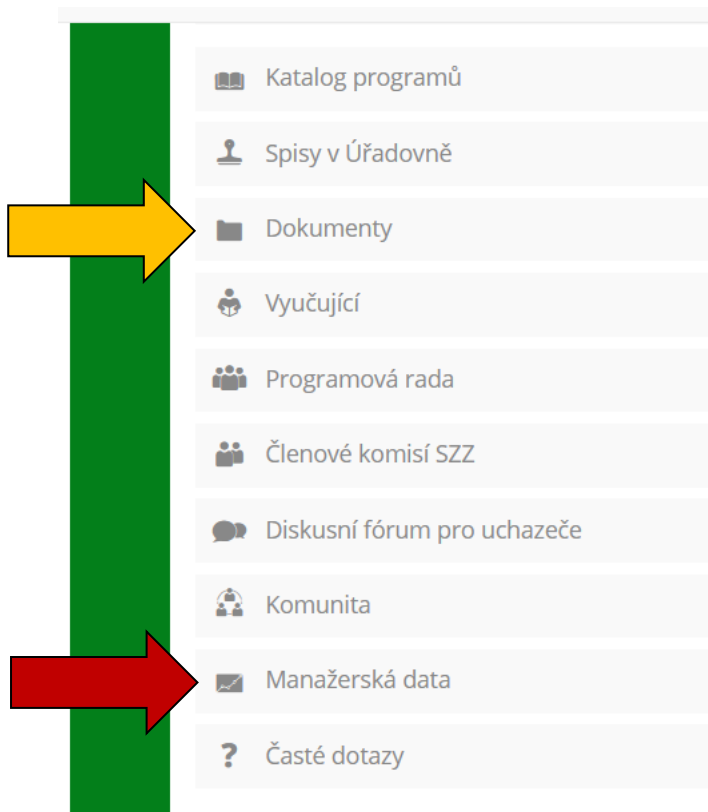 Katalog programů
Spisy v Úřadovně
Dokumenty
Vyučující
Programová rada
Členové komisí SZZ
Diskusní fórum pro uchazeče
Komunita
Manažerská data
? Časté dotazy